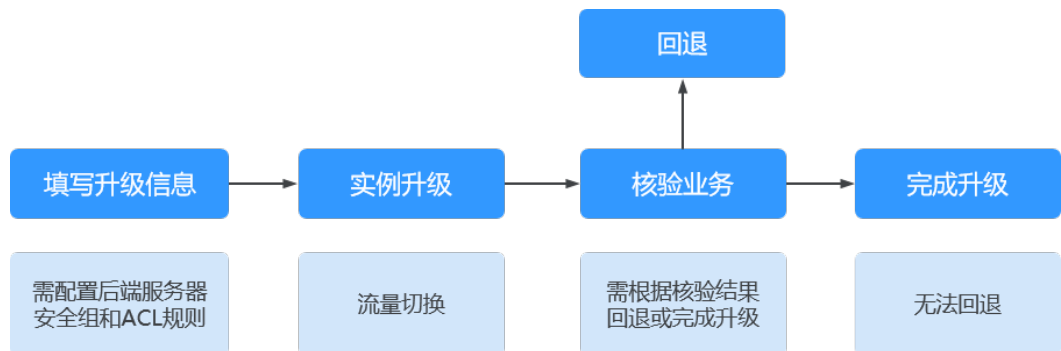 回退
填写升级信息
实例升级
核验业务
完成升级
需配置后端服务器
安全组和ACL规则
流量切换
需根据核验结果
回退或完成升级
无法回退